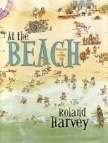 At the
BEACH
Roland
Harvey